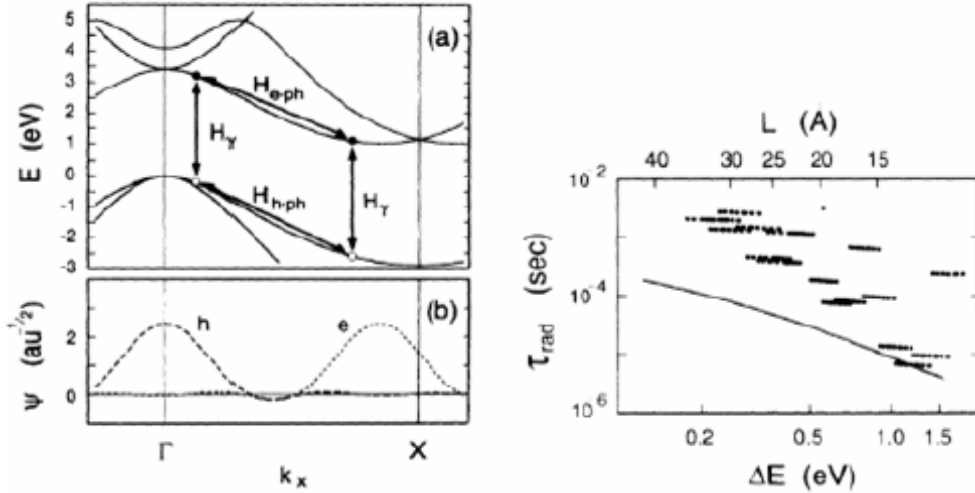 5
4
3
2
1
0
-1
-2
-3
E (eV)
(a)
H e-ph
H γ
H h-ph
H γ
(b)
h
e
2
0
ψ (au -1/2)
Γ
X
k x
L (A)
40 30 25 20 15
10 -2
10 -4
10 -6
τ rad (sec)
0.2 0.5 1.0 1.5
ΔE (eV)